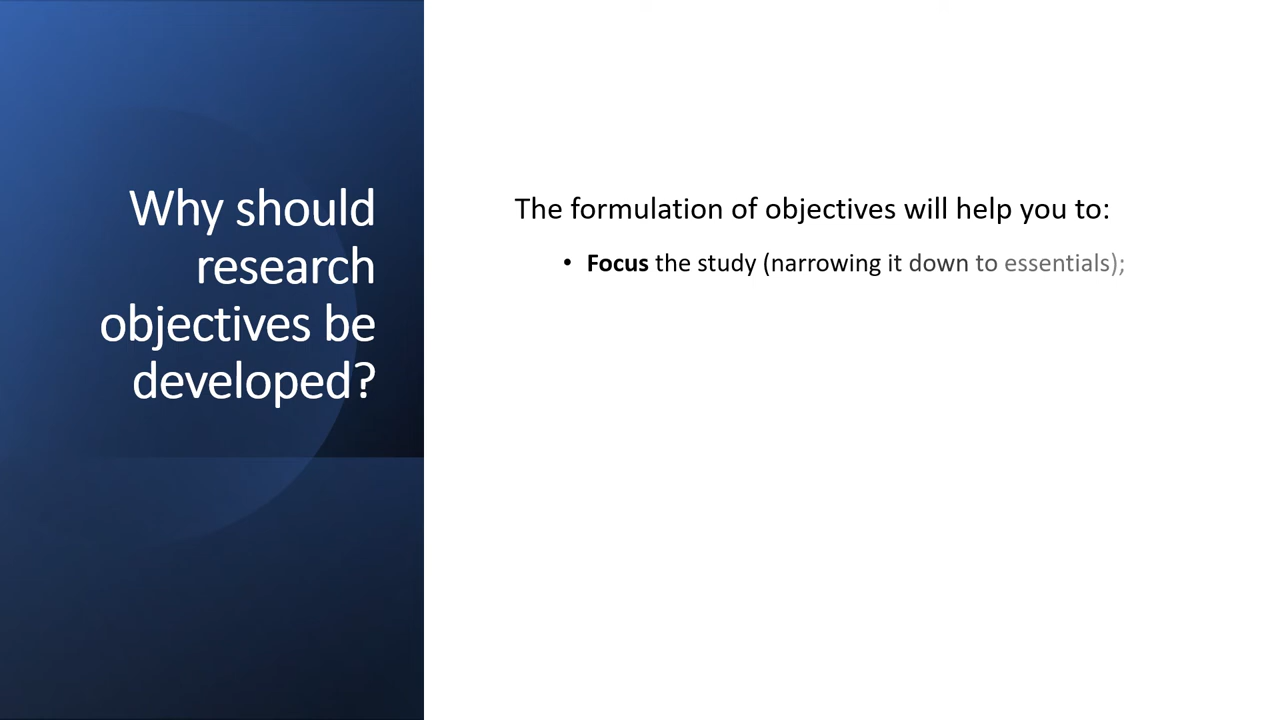 Why should
research
objectives be
developed?
The formulation of objectives will help you to:
• Focus the study (narrowing it down to essentials);